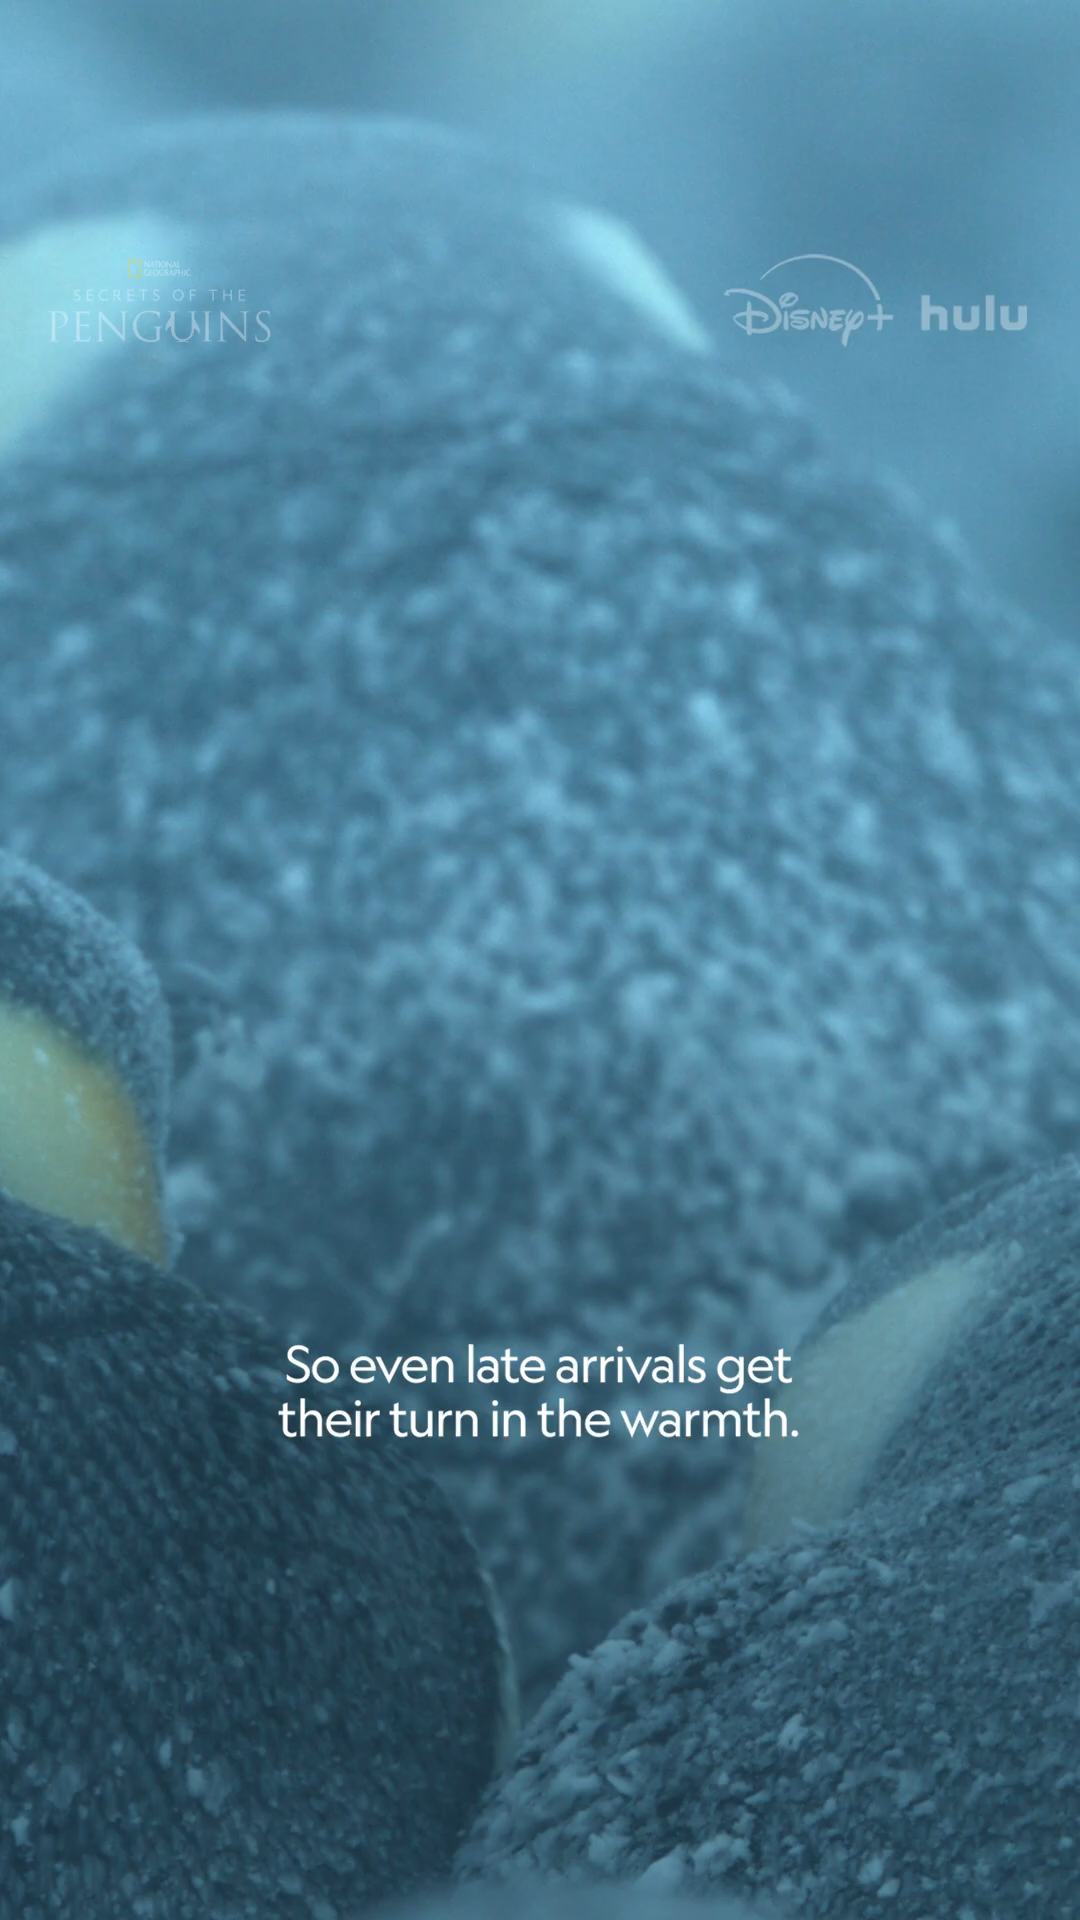 NATIONAL
GEOGRAPHIC
SECRETS OF THE
PENGUINS
Disney+ hulu
So even late arrivals get
their turn in the warmth.